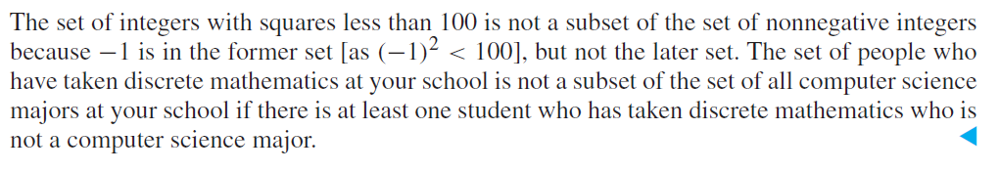 The set of integers with squares less than 100 is not a subset of the set of nonnegative integers
because −1 is in the former set [as (−1)² < 100], but not the later set. The set of people who
have taken discrete mathematics at your school is not a subset of the set of all computer science
majors at your school if there is at least one student who has taken discrete mathematics who is
not a computer science major.